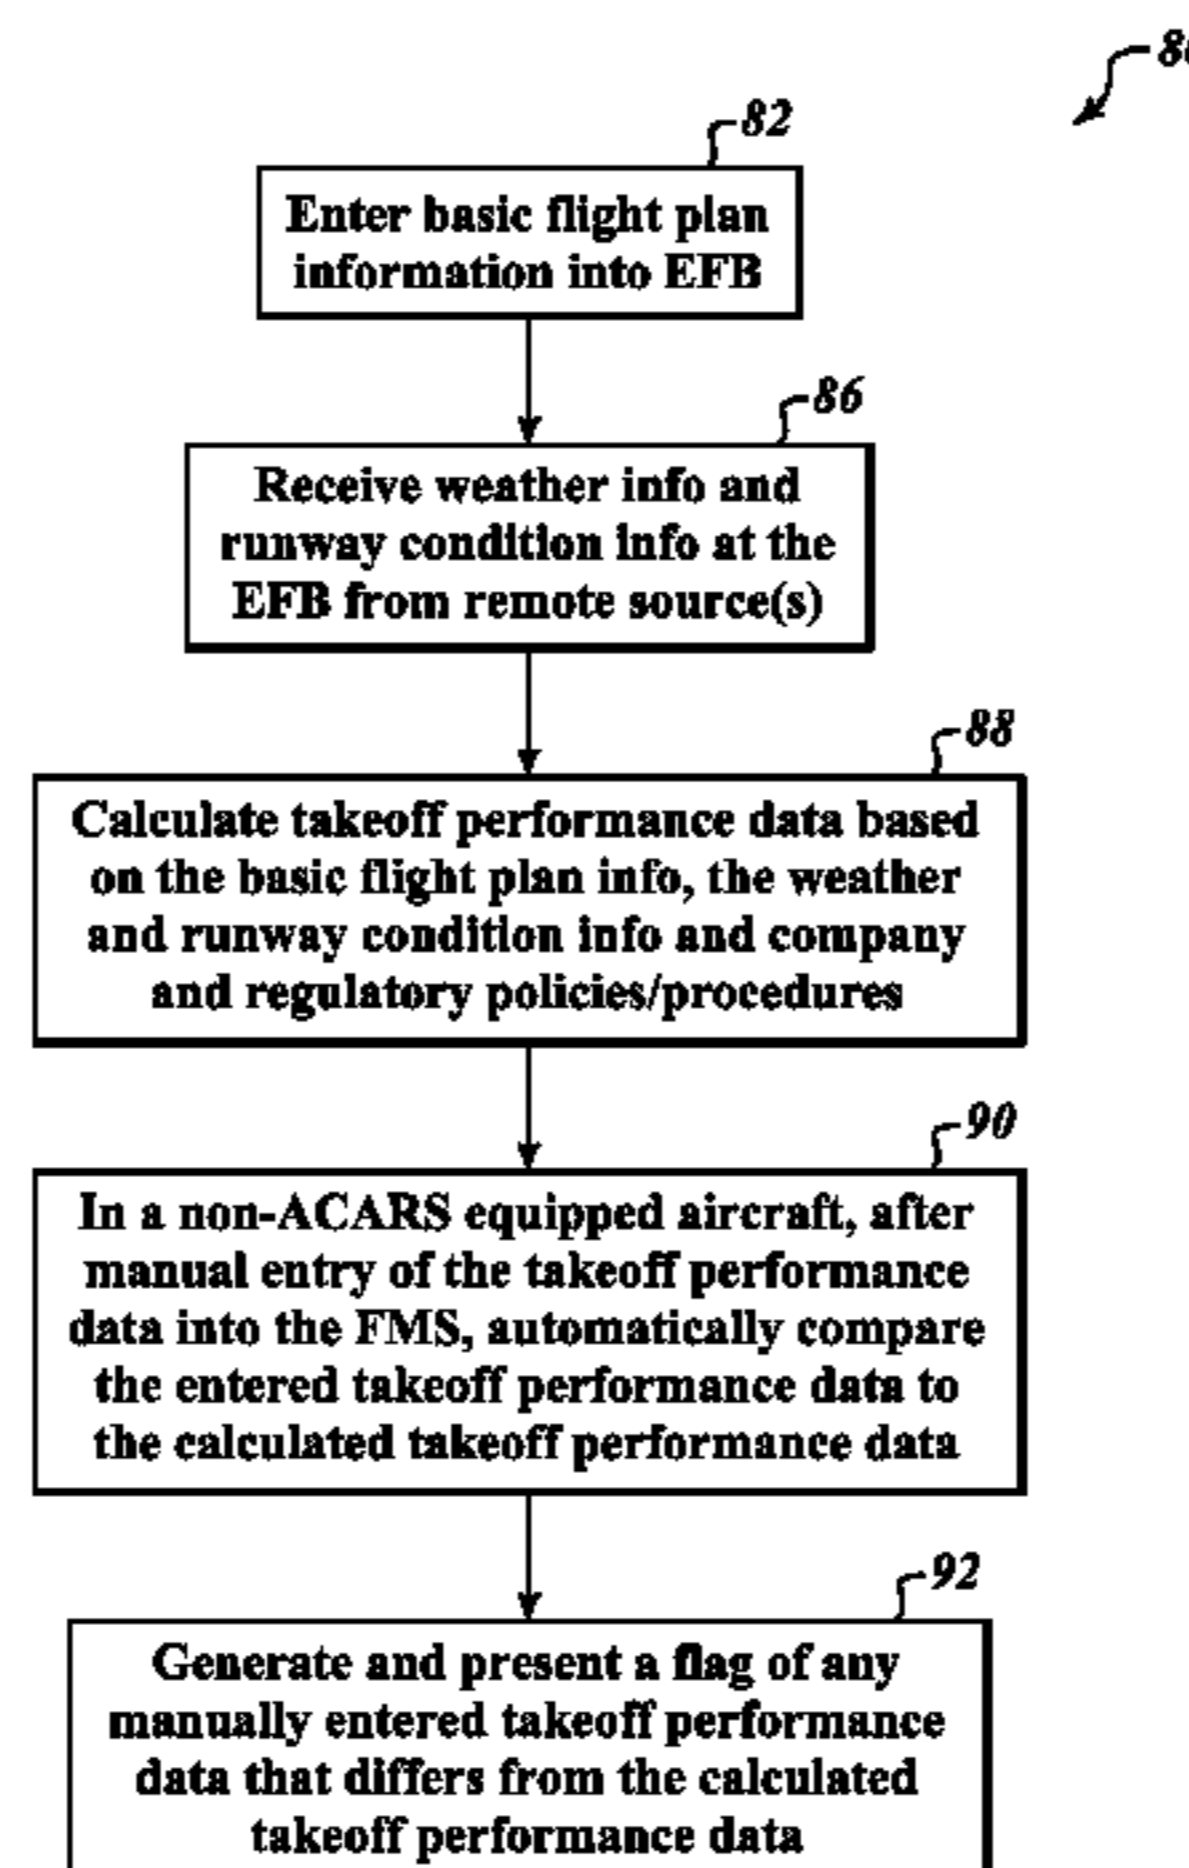 82
Enter basic flight plan
information into EFB
86
Receive weather info and
runway condition info at the
EFB from remote source(s)
88
Calculate takeoff performance data based
on the basic flight plan info, the weather
and runway condition info and company
and regulatory policies/procedures
90
In a non-ACARS equipped aircraft, after
manual entry of the takeoff performance
data into the FMS, automatically compare
the entered takeoff performance data to
the calculated takeoff performance data
92
Generate and present a flag of any
manually entered takeoff performance
data that differs from the calculated
takeoff performance data